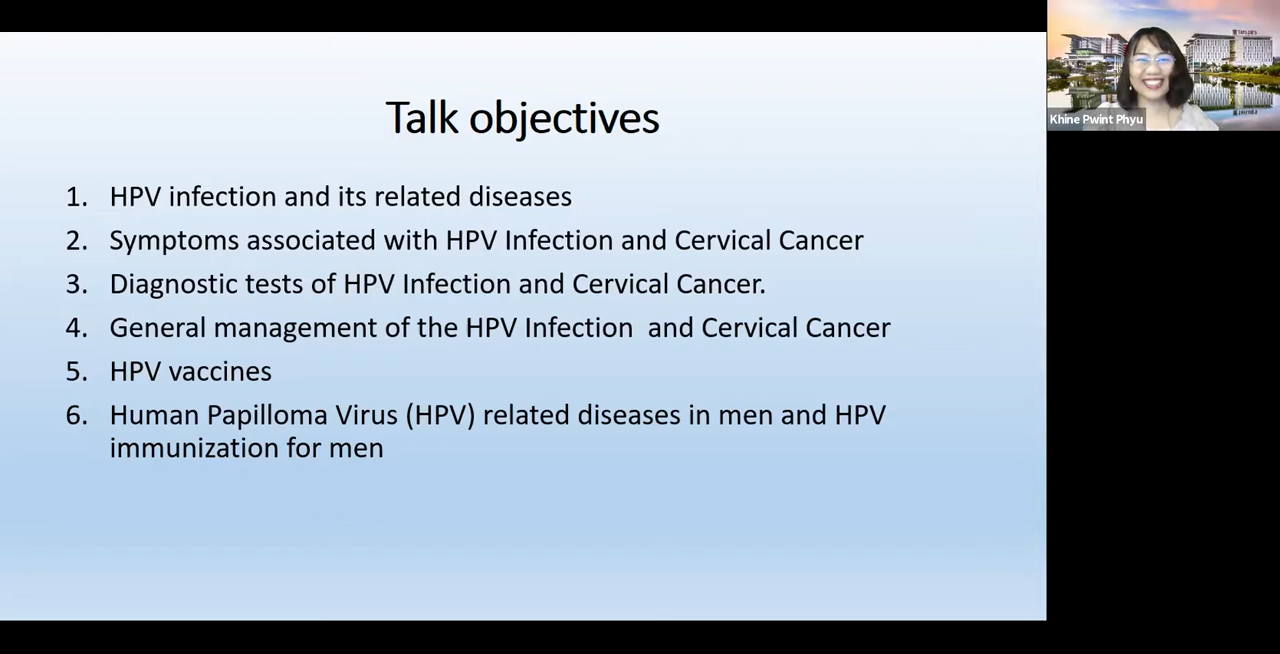 Talk objectives
1. HPV infection and its related diseases
2. Symptoms associated with HPV Infection and Cervical Cancer
3. Diagnostic tests of HPV Infection and Cervical Cancer.
4. General management of the HPV Infection  and Cervical Cancer
5. HPV vaccines
6. Human Papilloma Virus (HPV) related diseases in men and HPV
immunization for men
TAYLOR'S
Khine Pwint Phyu